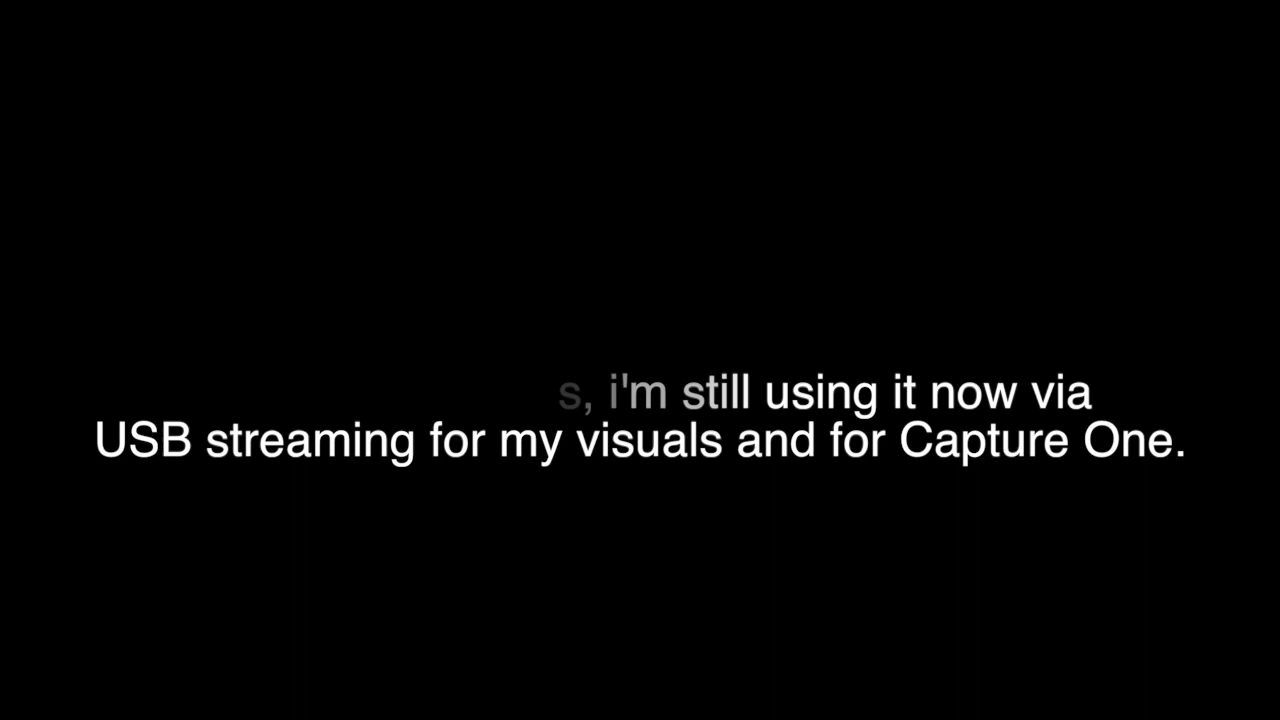 s, i'm still using it now via
USB streaming for my visuals and for Capture One.